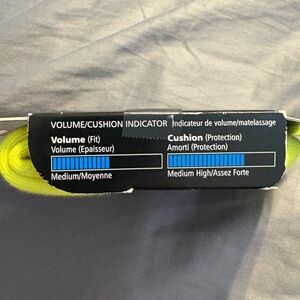 VOLUME/CUSHION INDICATOR Indicateur de volume/matelassage
Volume (Fit)
Volume (Epaisseur)
Medium/Moyenne
Cushion (Protection)
Amorti (Protection)
Medium High/Assez Forte